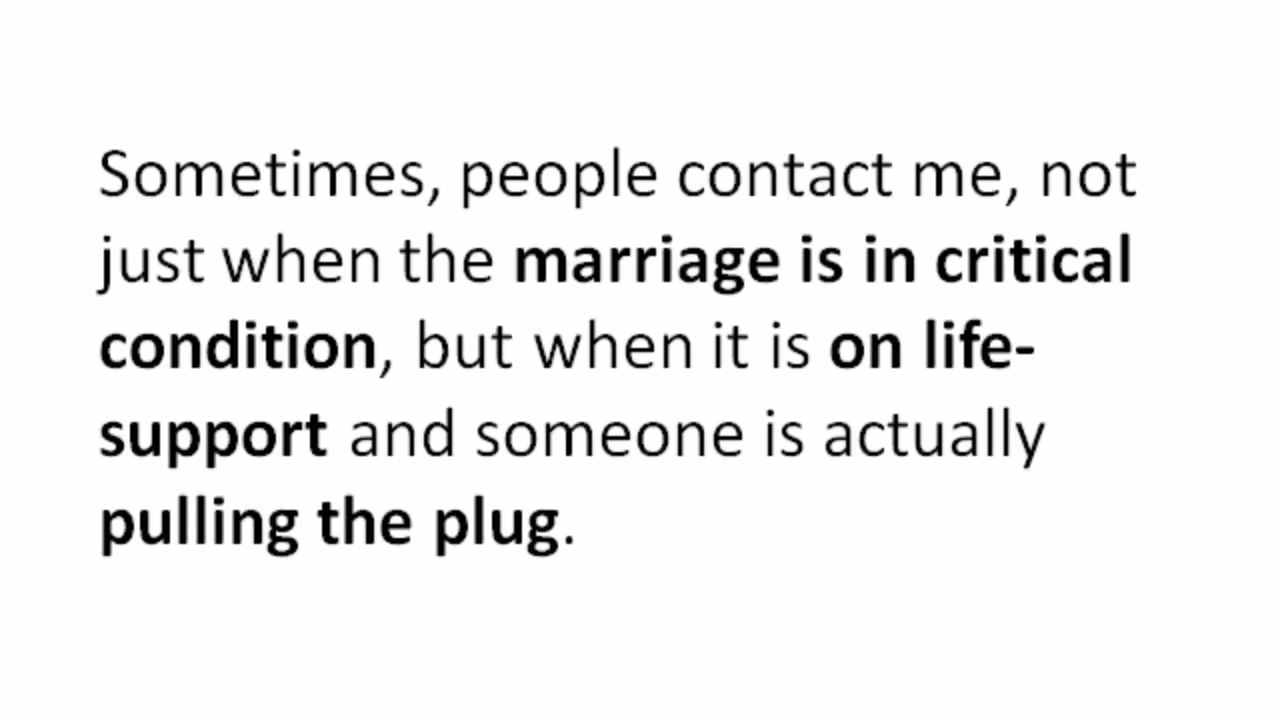 Sometimes, people contact me, not
just when the marriage is in critical
condition, but when it is on life-
support and someone is actually
pulling the plug.